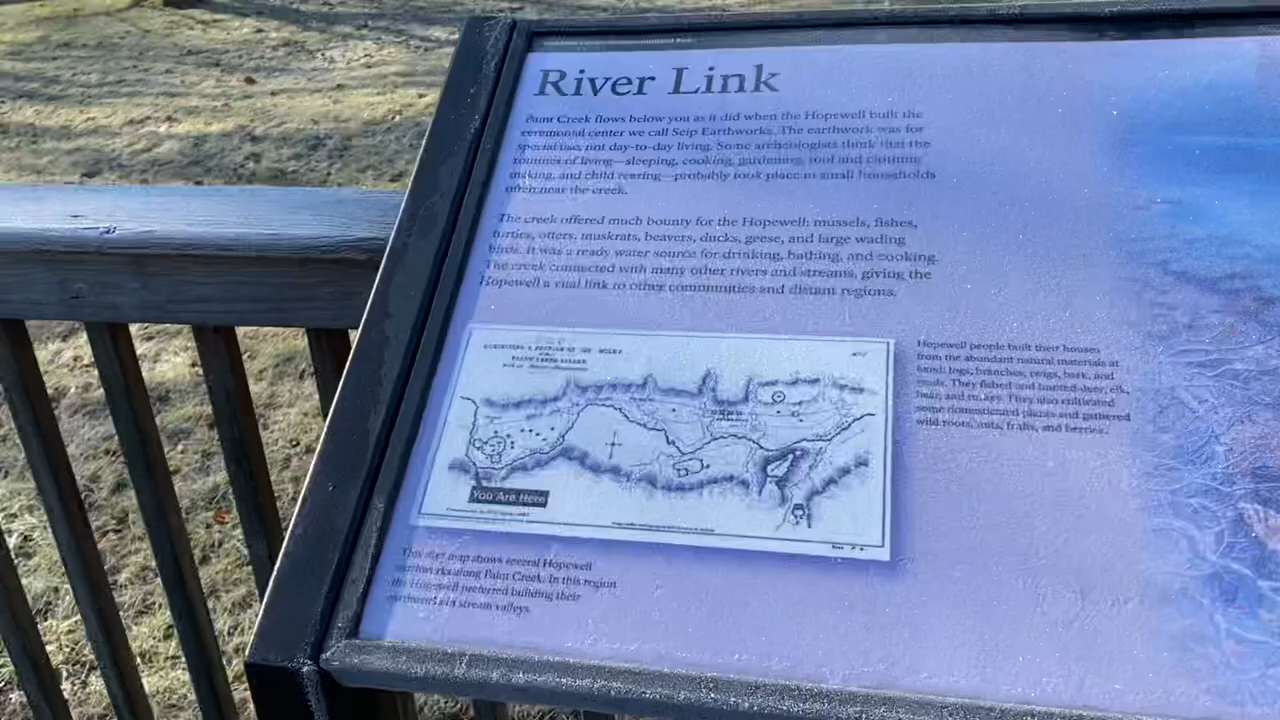 River Link
Paint Creek flows below you as it did when the Hopewell built the
ceremonial center we call Seip Earthworks. The earthwork was for
special use, not day-to-day living. Some archeologists think that the
routines of living—sleeping, cooking, gardening, tool and clothing
making, and child rearing—probably took place in small households
often near the creek.
The creek offered much bounty for the Hopewell: mussels, fishes,
turtles, otters, muskrats, beavers, ducks, geese, and large wading
birds. It was a ready water source for drinking, bathing, and cooking.
The creek connected with many other rivers and streams, giving the
Hopewell a vital link to other communities and distant regions.
Hopewell people built their houses
from the abundant natural materials at
hand: logs, branches, twigs, bark, and
reeds. They fished and hunted deer, elk,
bear, and turkey. They also cultivated
some domesticated plants and gathered
wild roots, nuts, fruits, and berries.
You Are Here
This map shows several Hopewell
earthworks along Paint Creek. In this region
the Hopewell preferred building their
earthworks in stream valleys.